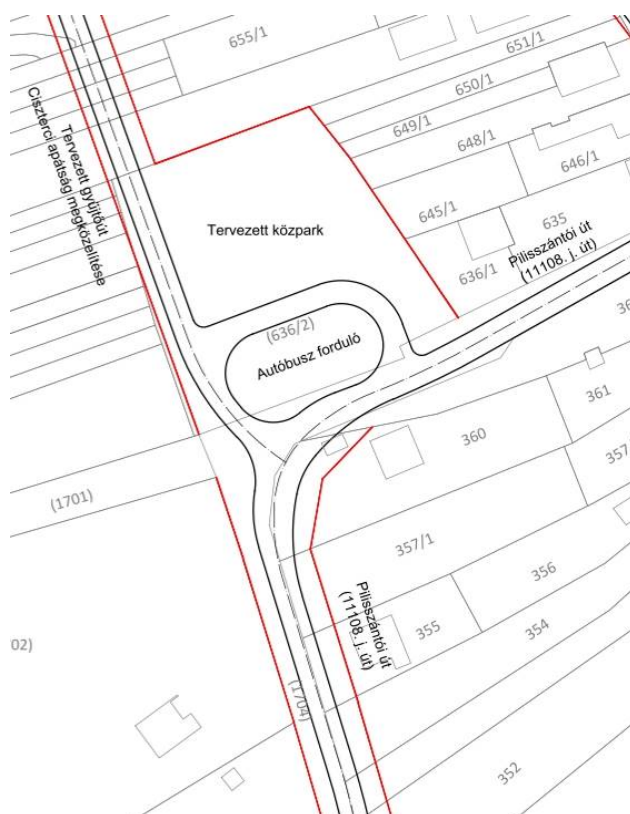 655/1
651/1
650/1
649/1
648/1
646/1
645/1
635
636/1
Pilisszántói út
(11108. j. út)
Tervezett gyűjtőút
Ciszterci apátság megközelítése
Tervezett közpark
(636/2)
Autóbusz forduló
36
361
360
357
(1701)
357/1
356
355
354
Pilisszántói út
(11108. j. út)
02)
(1704)
352